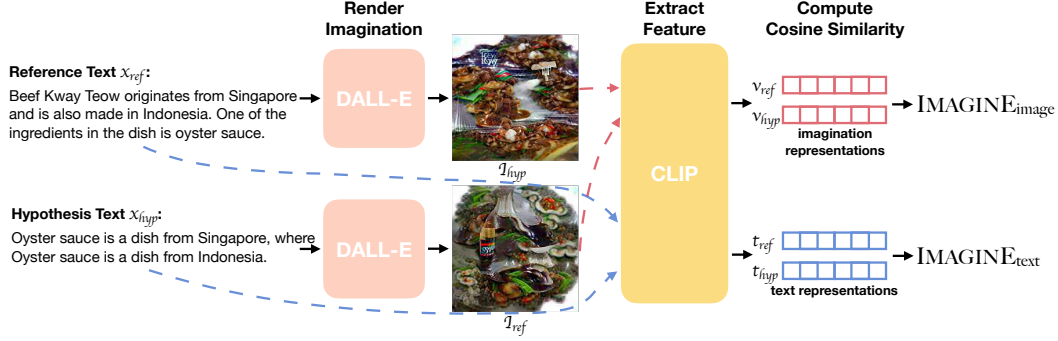 Render
Imagination
Extract
Feature
Compute
Cosine Similarity
Reference Text x_ref:
Beef Kway Teow originates from Singapore
and is also made in Indonesia. One of the
ingredients in the dish is oyster sauce.
DALL-E
I_hyp
Hypothesis Text x_hyp:
Oyster sauce is a dish from Singapore, where
Oyster sauce is a dish from Indonesia.
DALL-E
I_ref
CLIP
v_ref
v_hyp
imagination
representations
IMAGINE_image
t_ref
t_hyp
text representations
IMAGINE_text